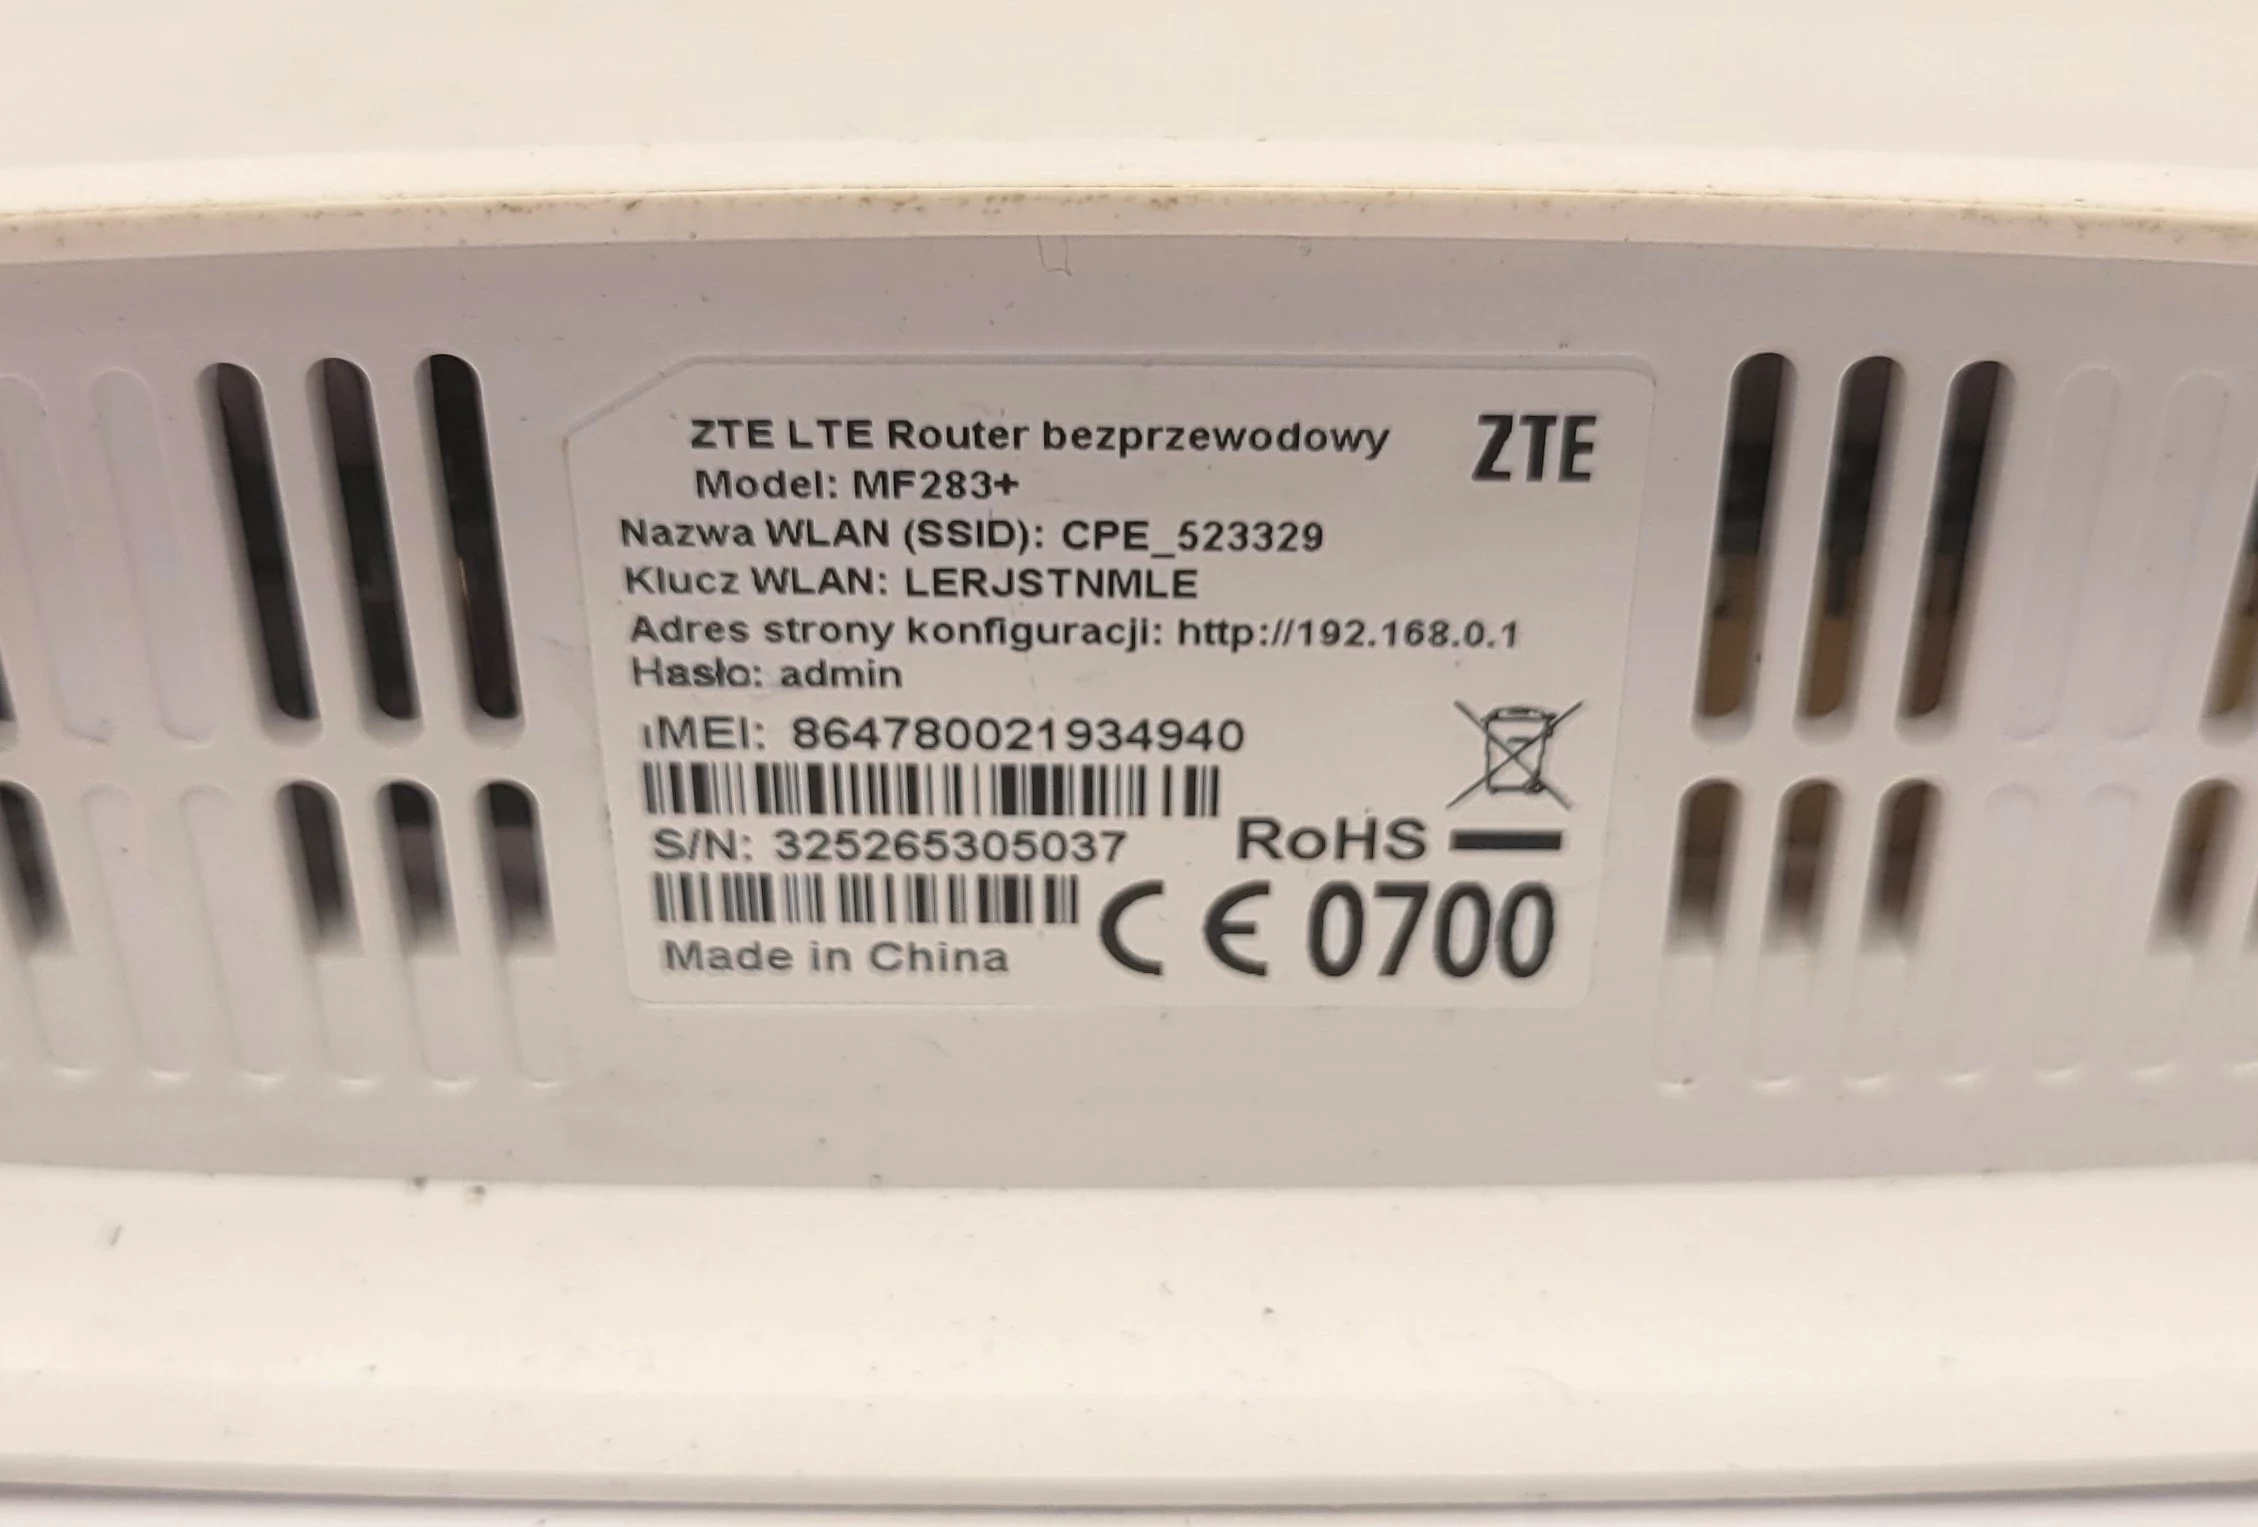 ZTE LTE Router bezprzewodowy
ZTE
Model: MF283+
Nazwa WLAN (SSID): CPE_523329
Klucz WLAN: LERJSTNMLE
Adres strony konfiguracji: http://192.168.0.1
Hasło: admin
IMEI: 864780021934940
S/N: 325265305037
RoHS
CE 0700
Made in China